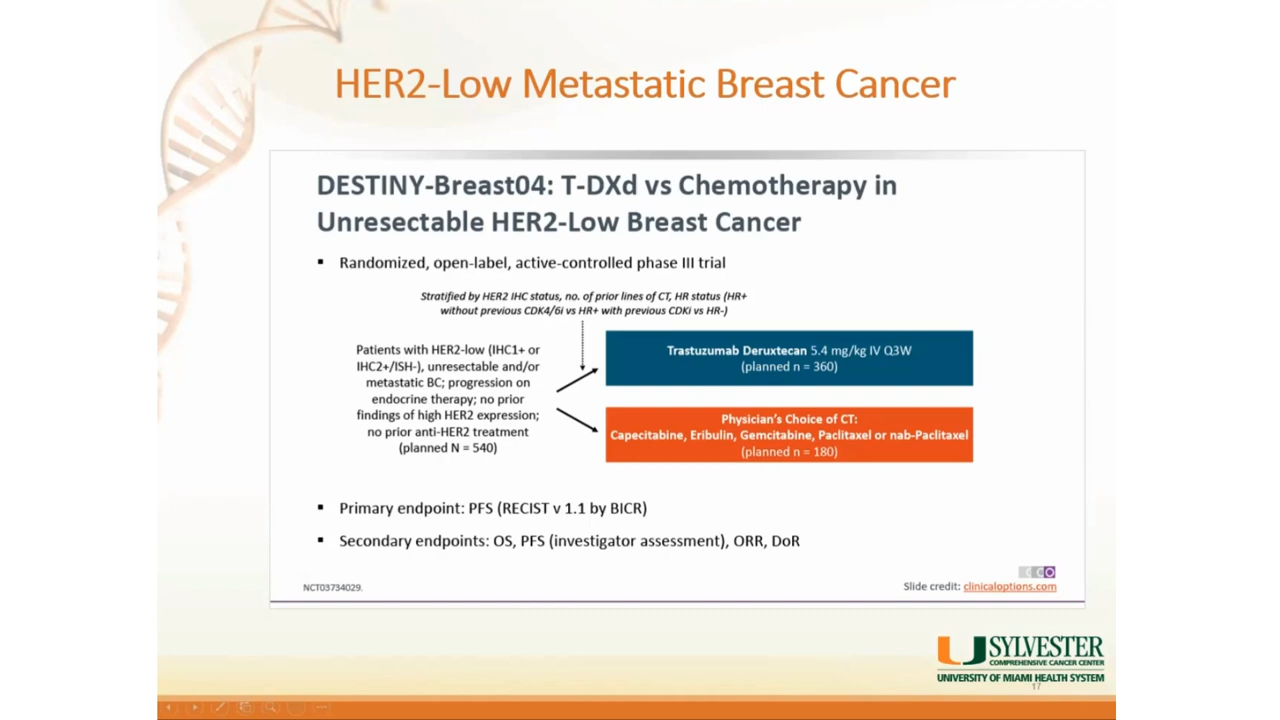 HER2-Low Metastatic Breast Cancer
DESTINY-Breast04: T-DXd vs Chemotherapy in
Unresectable HER2-Low Breast Cancer
▪ Randomized, open-label, active-controlled phase III trial
Stratified by HER2 IHC status, no. of prior lines of CT, HR status (HR+
without previous CDK4/6i vs HR+ with previous CDKi vs HR-)
Patients with HER2-low (IHC1+ or
IHC2+/ISH-), unresectable and/or
metastatic BC; progression on
endocrine therapy; no prior
findings of high HER2 expression;
no prior anti-HER2 treatment
(planned N = 540)
Trastuzumab Deruxtecan 5.4 mg/kg IV Q3W
(planned n = 360)
Physician's Choice of CT:
Capecitabine, Eribulin, Gemcitabine, Paclitaxel or nab-Paclitaxel
(planned n = 180)
▪ Primary endpoint: PFS (RECIST v 1.1 by BICR)
▪ Secondary endpoints: OS, PFS (investigator assessment), ORR, DoR
NCT03734029.
CCO
Slide credit: clinicaloptions.com
SYLVESTER
COMPREHENSIVE CANCER CENTER
UNIVERSITY OF MIAMI HEALTH SYSTEM
17